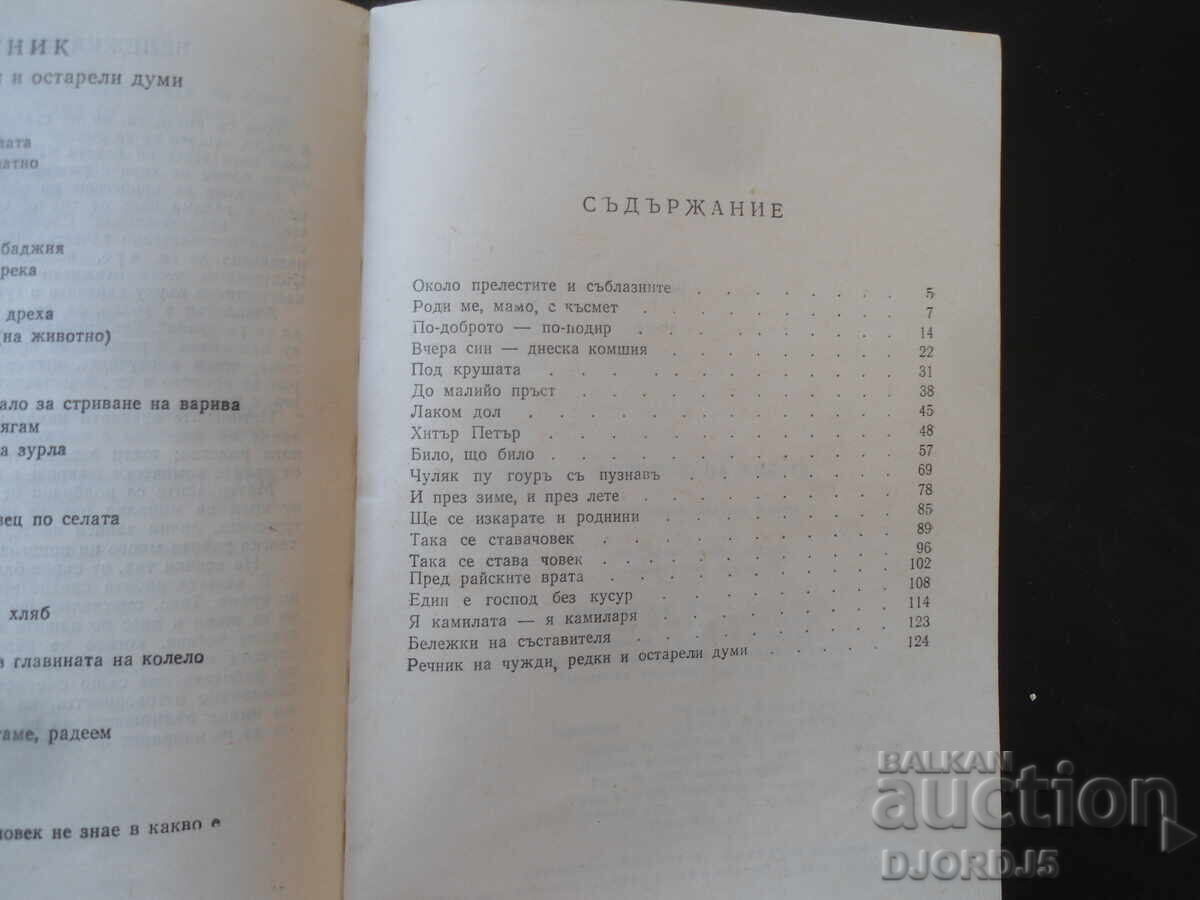 НИК
и остарели думи
лата
латно
баджия
река
дреха
(на животно)
ало за стриване на варива
ягам
а зурла
вец по селата
хляб
в главината на колело
таме, радеем
човек не знае в какво е
СЪДЪРЖАНИЕ
Около прелестите и съблазните . . . . . . . 5
Роди ме, мамо, с късмет . . . . . . . . 7
По-доброто — по-подир . . . . . . . . 14
Вчера син — днеска комшия . . . . . . . 22
Под крушата . . . . . . . . . . 31
До малийо пръст . . . . . . . . . 38
Лаком дол . . . . . . . . . . 45
Хитър Петър . . . . . . . . . . 48
Било, що било . . . . . . . . . . 57
Чуляк пу гоуръ съ пузнавъ . . . . . . . 69
И през зиме, и през лете . . . . . . . . 78
Ще се изкарате и роднини . . . . . . . 85
Така се ставачовек . . . . . . . . . 89
Така се става човек . . . . . . . . . 96
Пред райските врата . . . . . . . . . 102
Един е господ без кусур . . . . . . . . 108
Я камилата — я камиларя . . . . . . . 114
Бележки на съставителя . . . . . . . . 123
Речник на чужди, редки и остарели думи . . . . 124
BALKAN
auction
DJORDJ5